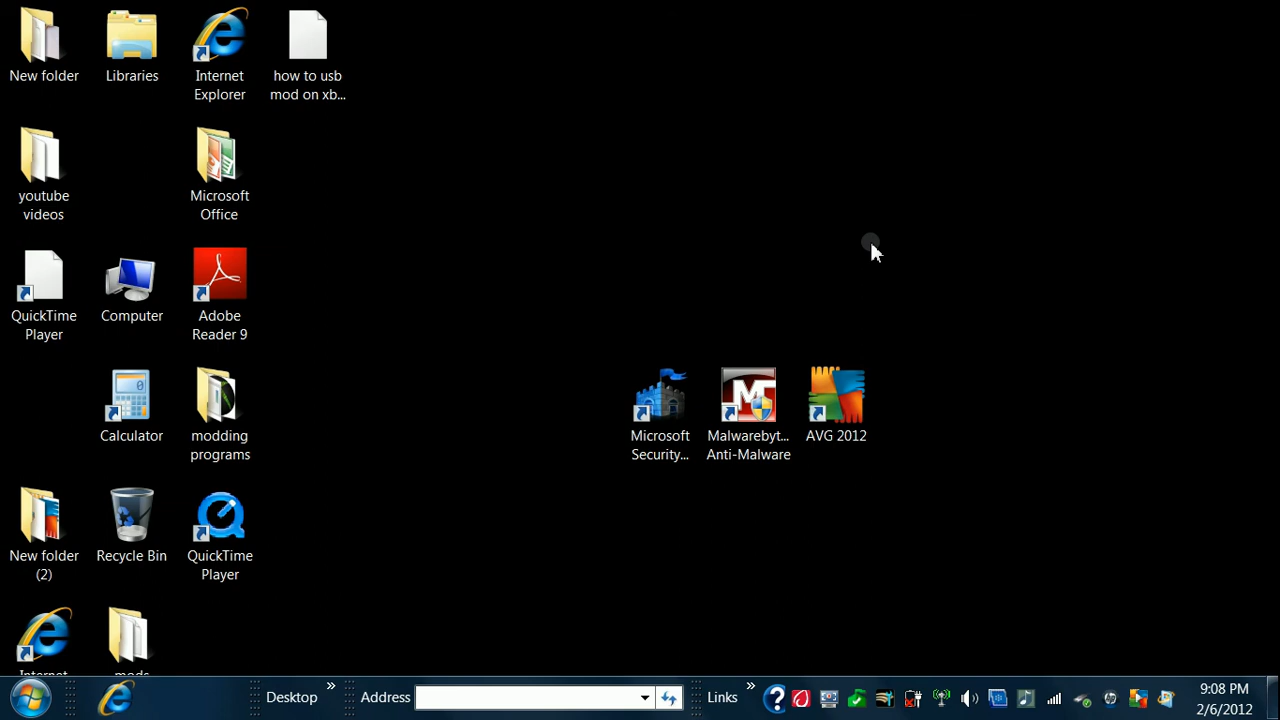 New folder
Libraries
Internet
Explorer
how to usb
mod on xb...
youtube
videos
Microsoft
Office
QuickTime
Player
Computer
Adobe
Reader 9
Calculator
modding
programs
Microsoft
Security...
Malwarebyt...
Anti-Malware
AVG 2012
New folder
(2)
Recycle Bin
QuickTime
Player
Internet
mods
Desktop
Address
Links
9:08 PM
2/6/2012